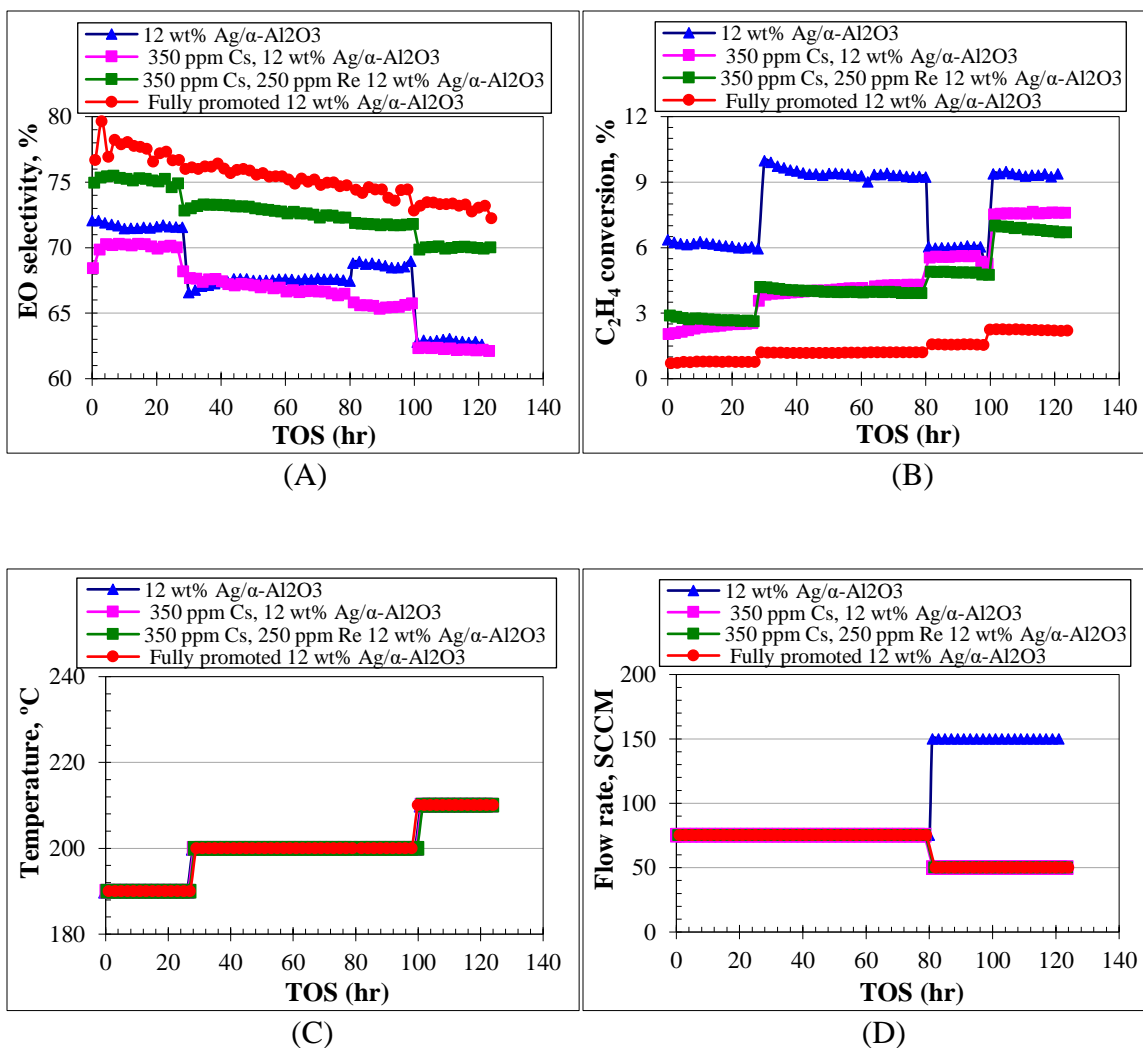 12 wt% Ag/α-Al2O3
350 ppm Cs, 12 wt% Ag/α-Al2O3
350 ppm Cs, 250 ppm Re 12 wt% Ag/α-Al2O3
Fully promoted 12 wt% Ag/α-Al2O3
80
75
70
65
60
EO selectivity, %
0 20 40 60 80 100 120 140
TOS (hr)
(A)
12 wt% Ag/α-Al2O3
350 ppm Cs, 12 wt% Ag/α-Al2O3
350 ppm Cs, 250 ppm Re 12 wt% Ag/α-Al2O3
Fully promoted 12 wt% Ag/α-Al2O3
12
9
6
3
0
C₂H₄ conversion, %
0 20 40 60 80 100 120 140
TOS (hr)
(B)
12 wt% Ag/α-Al2O3
350 ppm Cs, 12 wt% Ag/α-Al2O3
350 ppm Cs, 250 ppm Re 12 wt% Ag/α-Al2O3
Fully promoted 12 wt% Ag/α-Al2O3
240
220
200
180
Temperature, ºC
0 20 40 60 80 100 120 140
TOS (hr)
(C)
12 wt% Ag/α-Al2O3
350 ppm Cs, 12 wt% Ag/α-Al2O3
350 ppm Cs, 250 ppm Re 12 wt% Ag/α-Al2O3
Fully promoted 12 wt% Ag/α-Al2O3
200
150
100
50
0
Flow rate, SCCM
0 20 40 60 80 100 120 140
TOS (hr)
(D)